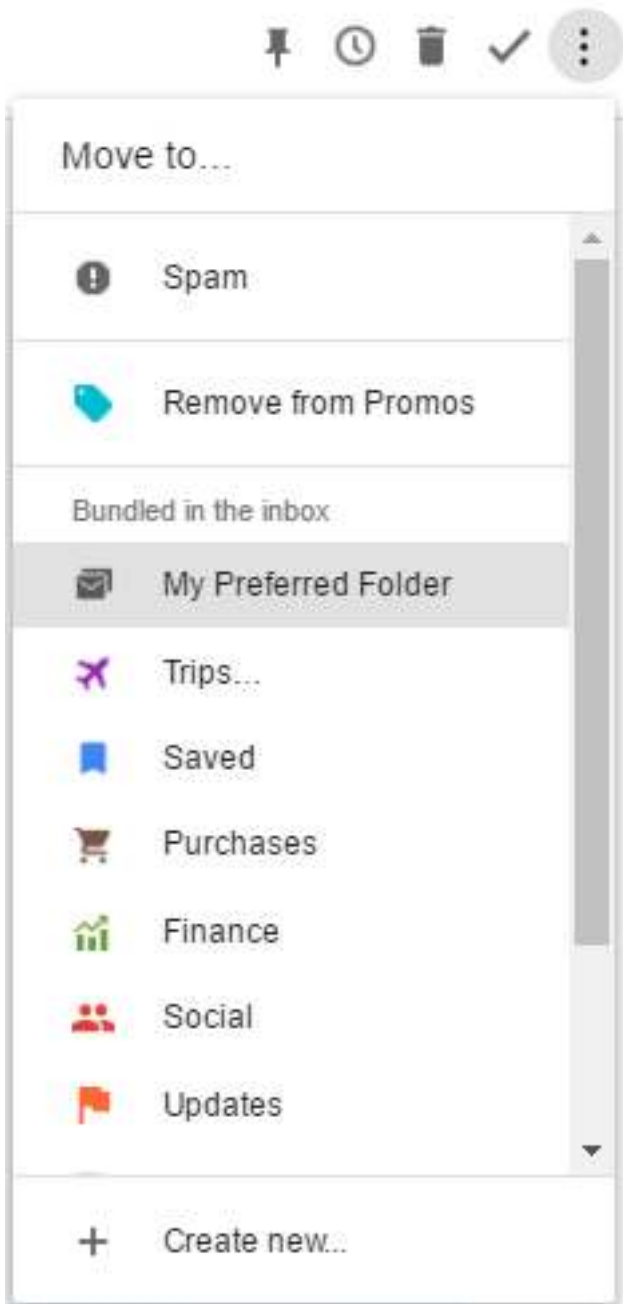 Move to...
Spam
Remove from Promos
Bundled in the inbox
My Preferred Folder
Trips...
Saved
Purchases
Finance
Social
Updates
Create new...